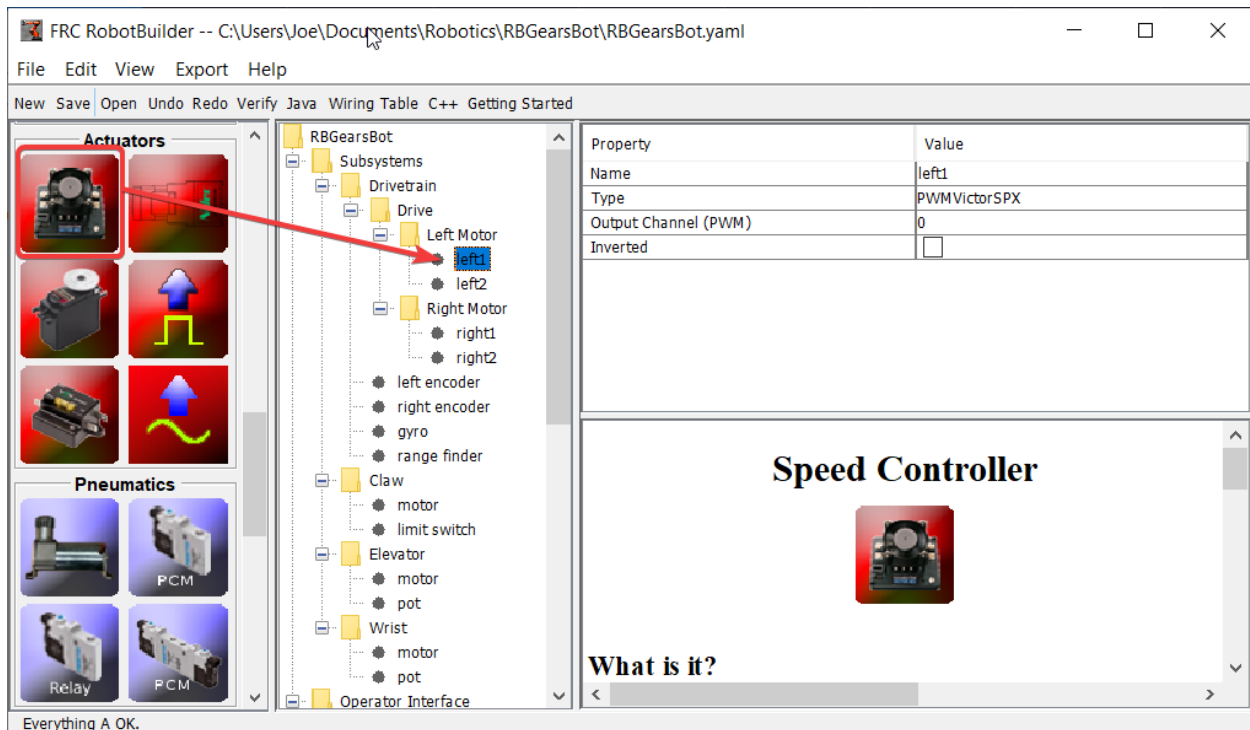 FRC RobotBuilder -- C:\Users\Joe\Documents\Robotics\RBGearsBot\RBGearsBot.yaml
File Edit View Export Help
New Save Open Undo Redo Verify Java Wiring Table C++ Getting Started
Actuators
Pneumatics
PCM
Relay
PCM
RBGearsBot
Subsystems
Drivetrain
Drive
Left Motor
left1
left2
Right Motor
right1
right2
left encoder
right encoder
gyro
range finder
Claw
motor
limit switch
Elevator
motor
pot
Wrist
motor
pot
Operator Interface
Property Value
Name left1
Type PWMVictorSPX
Output Channel (PWM) 0
Inverted
Speed Controller
What is it?
Everything A OK.